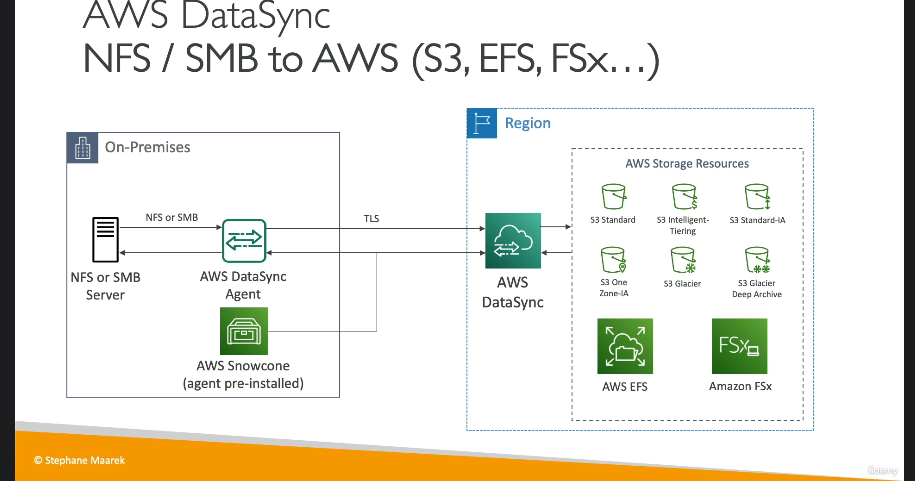 AWS DataSync
NFS / SMB to AWS (S3, EFS, FSx…)
On-Premises
NFS or SMB
NFS or SMB
Server
AWS DataSync
Agent
AWS Snowcone
(agent pre-installed)
TLS
Region
AWS
DataSync
AWS Storage Resources
S3 Standard
S3 Intelligent-
Tiering
S3 Standard-IA
S3 One
Zone-IA
S3 Glacier
S3 Glacier
Deep Archive
AWS EFS
FSx
Amazon FSx
© Stephane Maarek
ûdemy